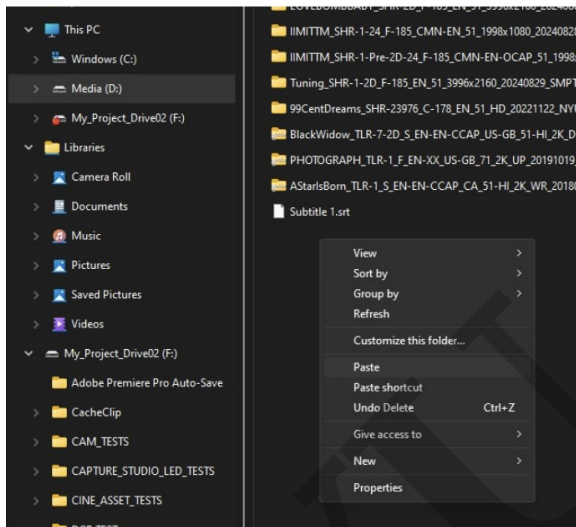 This PC
Windows (C:)
Media (D:)
My_Project_Drive02 (F:)
Libraries
Camera Roll
Documents
Music
Pictures
Saved Pictures
Videos
My_Project_Drive02 (F:)
Adobe Premiere Pro Auto-Save
CacheClip
CAM_TESTS
CAPTURE_STUDIO_LED_TESTS
CINE_ASSET_TESTS
IIMITTM_SHR-1-24_F-185_CMN-EN_51_1998x1080_20240828
IIMITTM_SHR-1-Pre-2D-24_F-185_CMN-EN-OCAP_51_1998
Tuning_SHR-1-2D_F-185_EN_51_3996x2160_20240829_SMPT
99CentDreams_SHR-23976_C-178_EN_51_HD_20221122_NYU
BlackWidow_TLR-7-2D_S_EN-EN-CCAP_US-GB_51-HI_2K_D
PHOTOGRAPH_TLR-1_F_EN-XX_US-GB_71_2K_UP_20191019
AStarIsBorn_TLR-1_S_EN-EN-CCAP_CA_51-HI_2K_WR_2018
Subtitle 1.srt
View
Sort by
Group by
Refresh
Customize this folder...
Paste
Paste shortcut
Undo Delete Ctrl+Z
Give access to
New
Properties